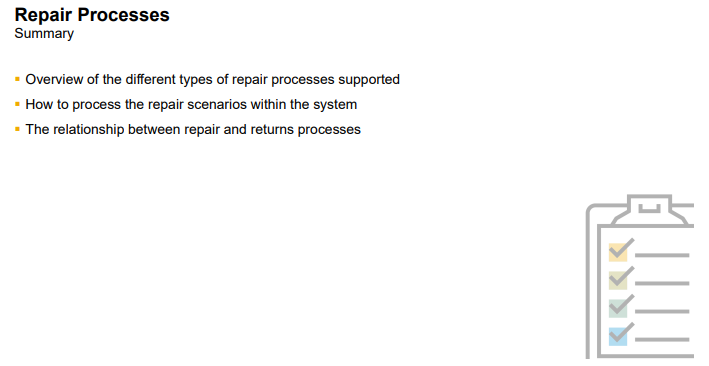 Repair Processes
Summary
▪ Overview of the different types of repair processes supported
▪ How to process the repair scenarios within the system
▪ The relationship between repair and returns processes